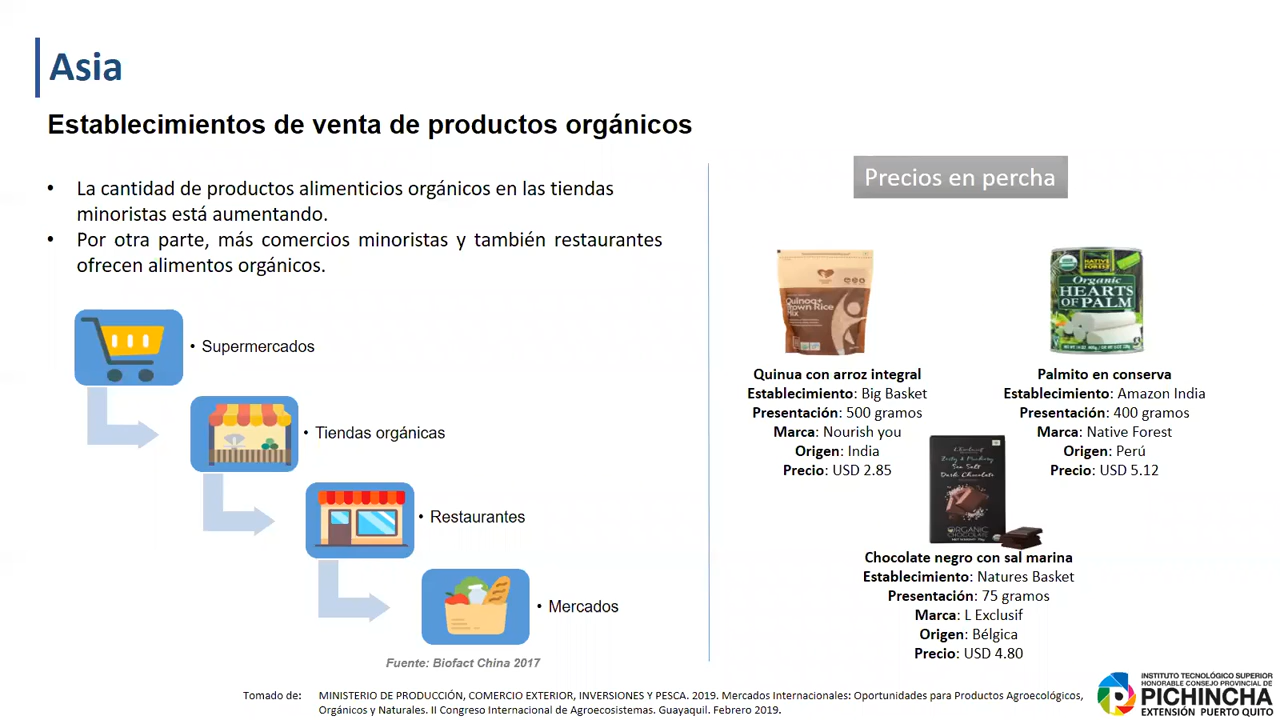 Asia
Establecimientos de venta de productos orgánicos
• La cantidad de productos alimenticios orgánicos en las tiendas
minoristas está aumentando.
• Por otra parte, más comercios minoristas y también restaurantes
ofrecen alimentos orgánicos.
• Supermercados
• Tiendas orgánicas
• Restaurantes
• Mercados
Fuente: Biofact China 2017
Precios en percha
Quinoa+
Brown Rice
Mix
Quinua con arroz integral
Establecimiento: Big Basket
Presentación: 500 gramos
Marca: Nourish you
Origen: India
Precio: USD 2.85
NATIVE
FOREST
Organic
HEARTS
OF PALM
Palmito en conserva
Establecimiento: Amazon India
Presentación: 400 gramos
Marca: Native Forest
Origen: Perú
Precio: USD 5.12
Sea Salt
Dark Chocolate
ORGANIC
CHOCOLATE
Chocolate negro con sal marina
Establecimiento: Natures Basket
Presentación: 75 gramos
Marca: L Exclusif
Origen: Bélgica
Precio: USD 4.80
Tomado de: MINISTERIO DE PRODUCCIÓN, COMERCIO EXTERIOR, INVERSIONES Y PESCA. 2019. Mercados Internacionales: Oportunidades para Productos Agroecológicos,
Orgánicos y Naturales. II Congreso Internacional de Agroecosistemas. Guayaquil. Febrero 2019.
INSTITUTO TECNOLÓGICO SUPERIOR
HONORABLE CONSEJO PROVINCIAL DE
PICHINCHA
EXTENSIÓN PUERTO QUITO